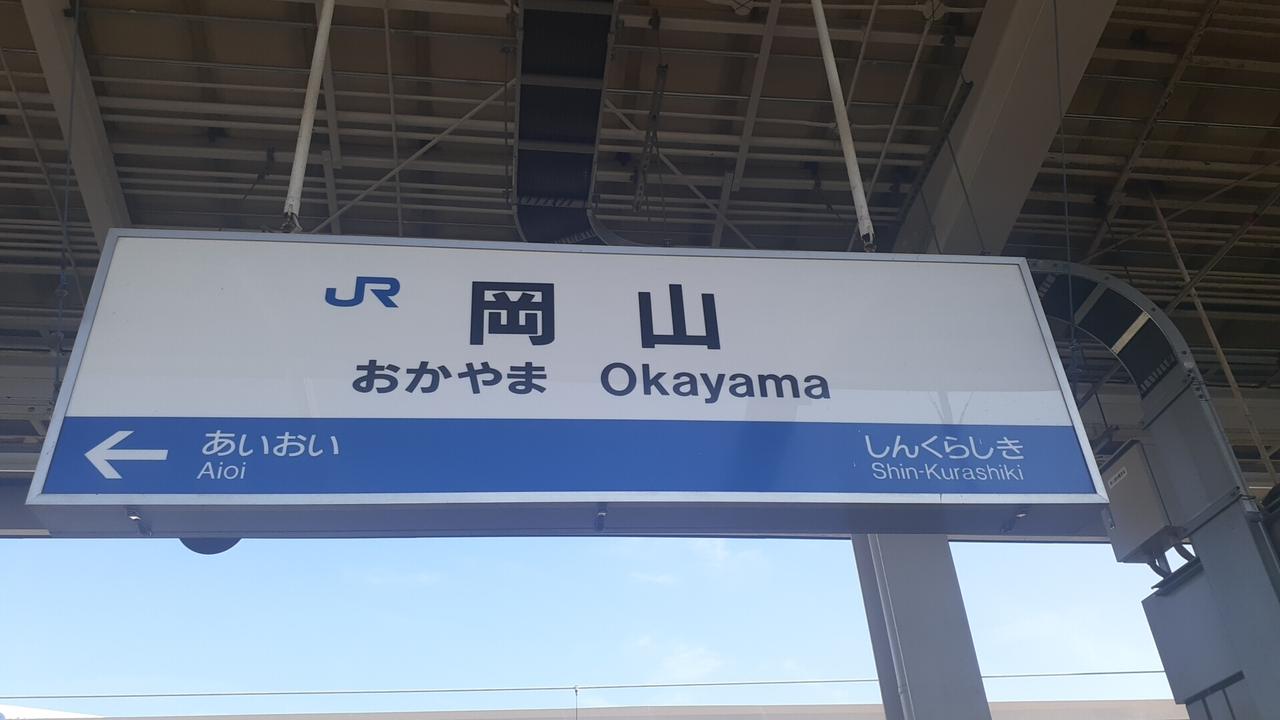 JR 岡山
おかやま Okayama
← あいおい しんくらしき
Aioi Shin-Kurashiki